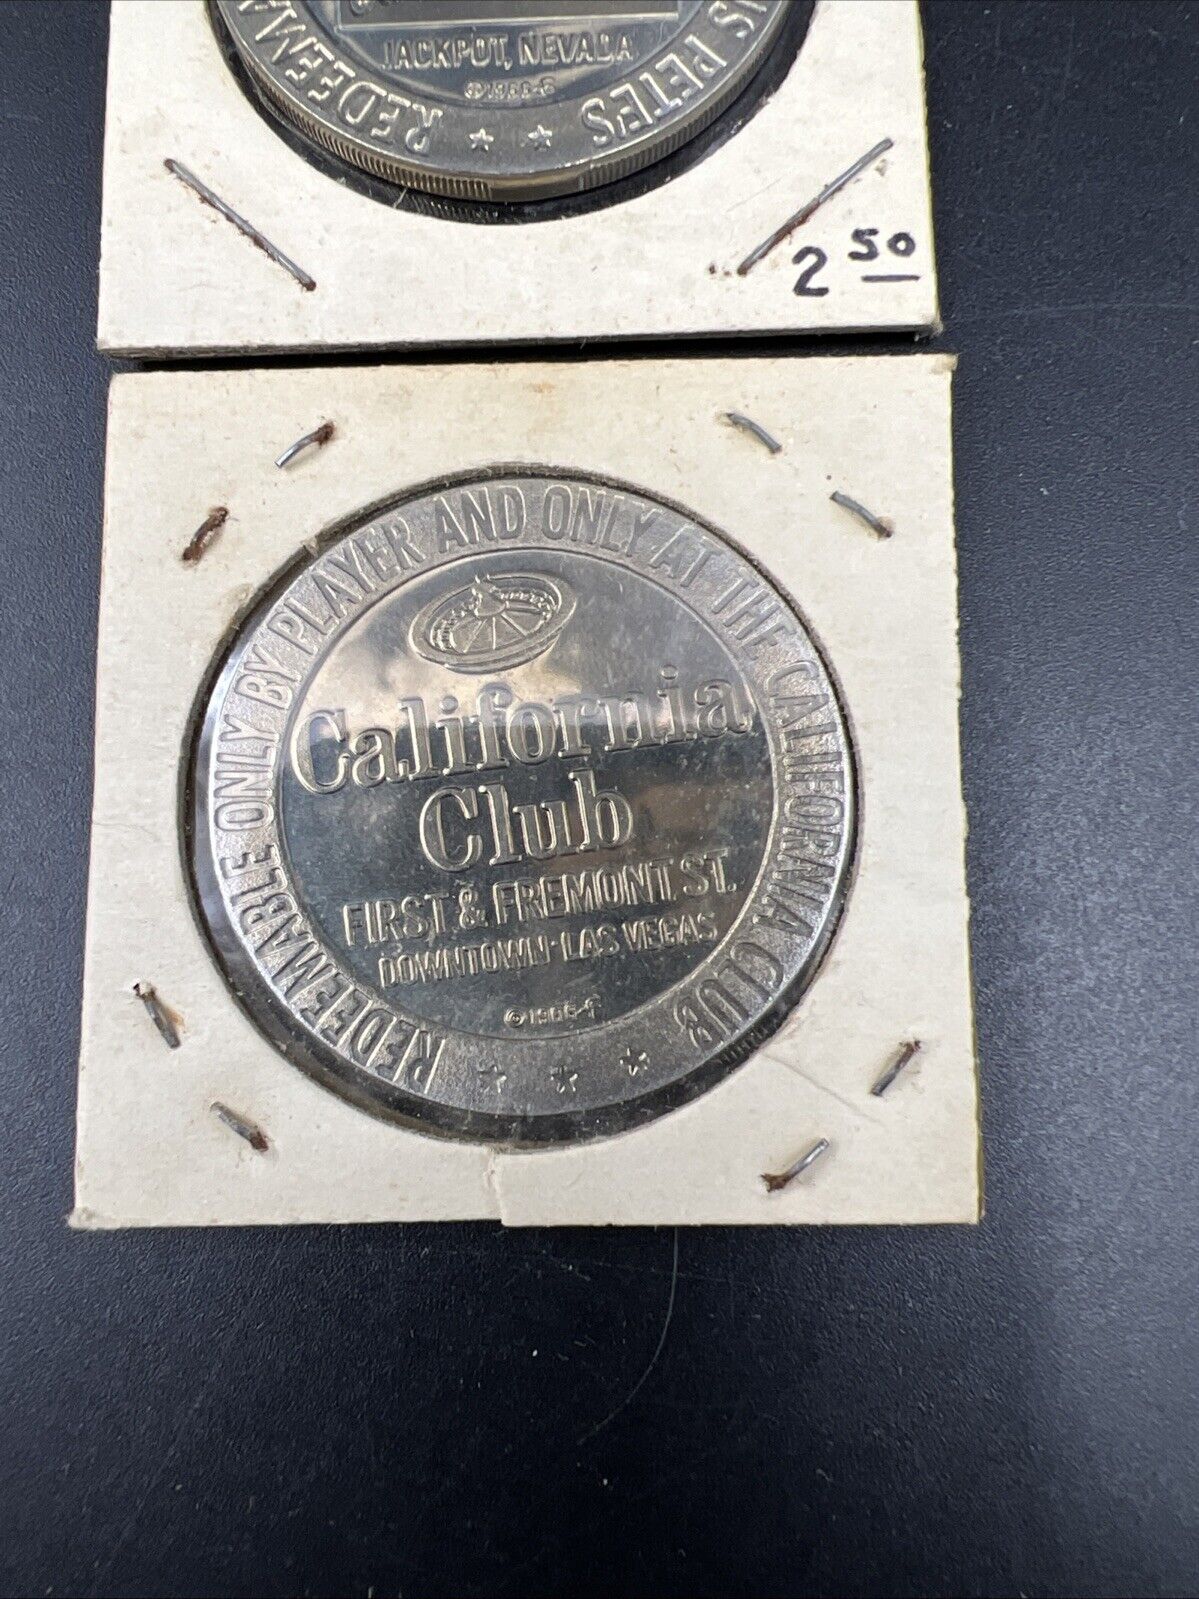 JACKPOT, NEVADA
PETES
2 50
REDEEMABLE ONLY BY PLAYER AND ONLY AT THE CALIFORNIA CLUB
California
Club
FIRST & FREMONT ST.
DOWNTOWN · LAS VEGAS
©1966-F